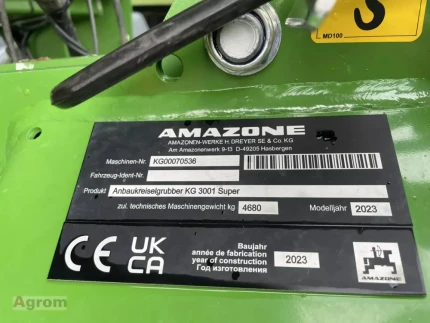 S
MD100
AMAZONE
AMAZONEN-WERKE H. DREYER SE & Co. KG
Am Amazonenwerk 9-13 D-49205 Hasbergen
Maschinen-Nr. KG00070536
Fahrzeug-Ident-Nr.
Produkt Anbaukreiselgrubber KG 3001 Super
zul. technisches Maschinengewicht kg 4680 Modelljahr 2023
CE UK CA
Baujahr
année de fabrication
year of construction 2023
Год изготовления
AMAZONE
Agrom